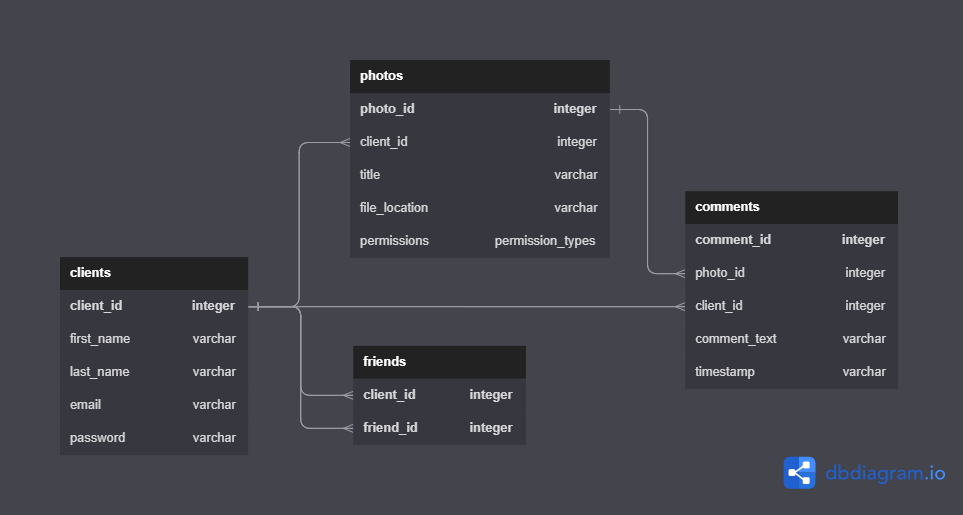 photos
photo_id integer
client_id integer
title varchar
file_location varchar
permissions permission_types
comments
comment_id integer
photo_id integer
client_id integer
comment_text varchar
timestamp varchar
clients
client_id integer
first_name varchar
last_name varchar
email varchar
password varchar
friends
client_id integer
friend_id integer
dbdiagram.io